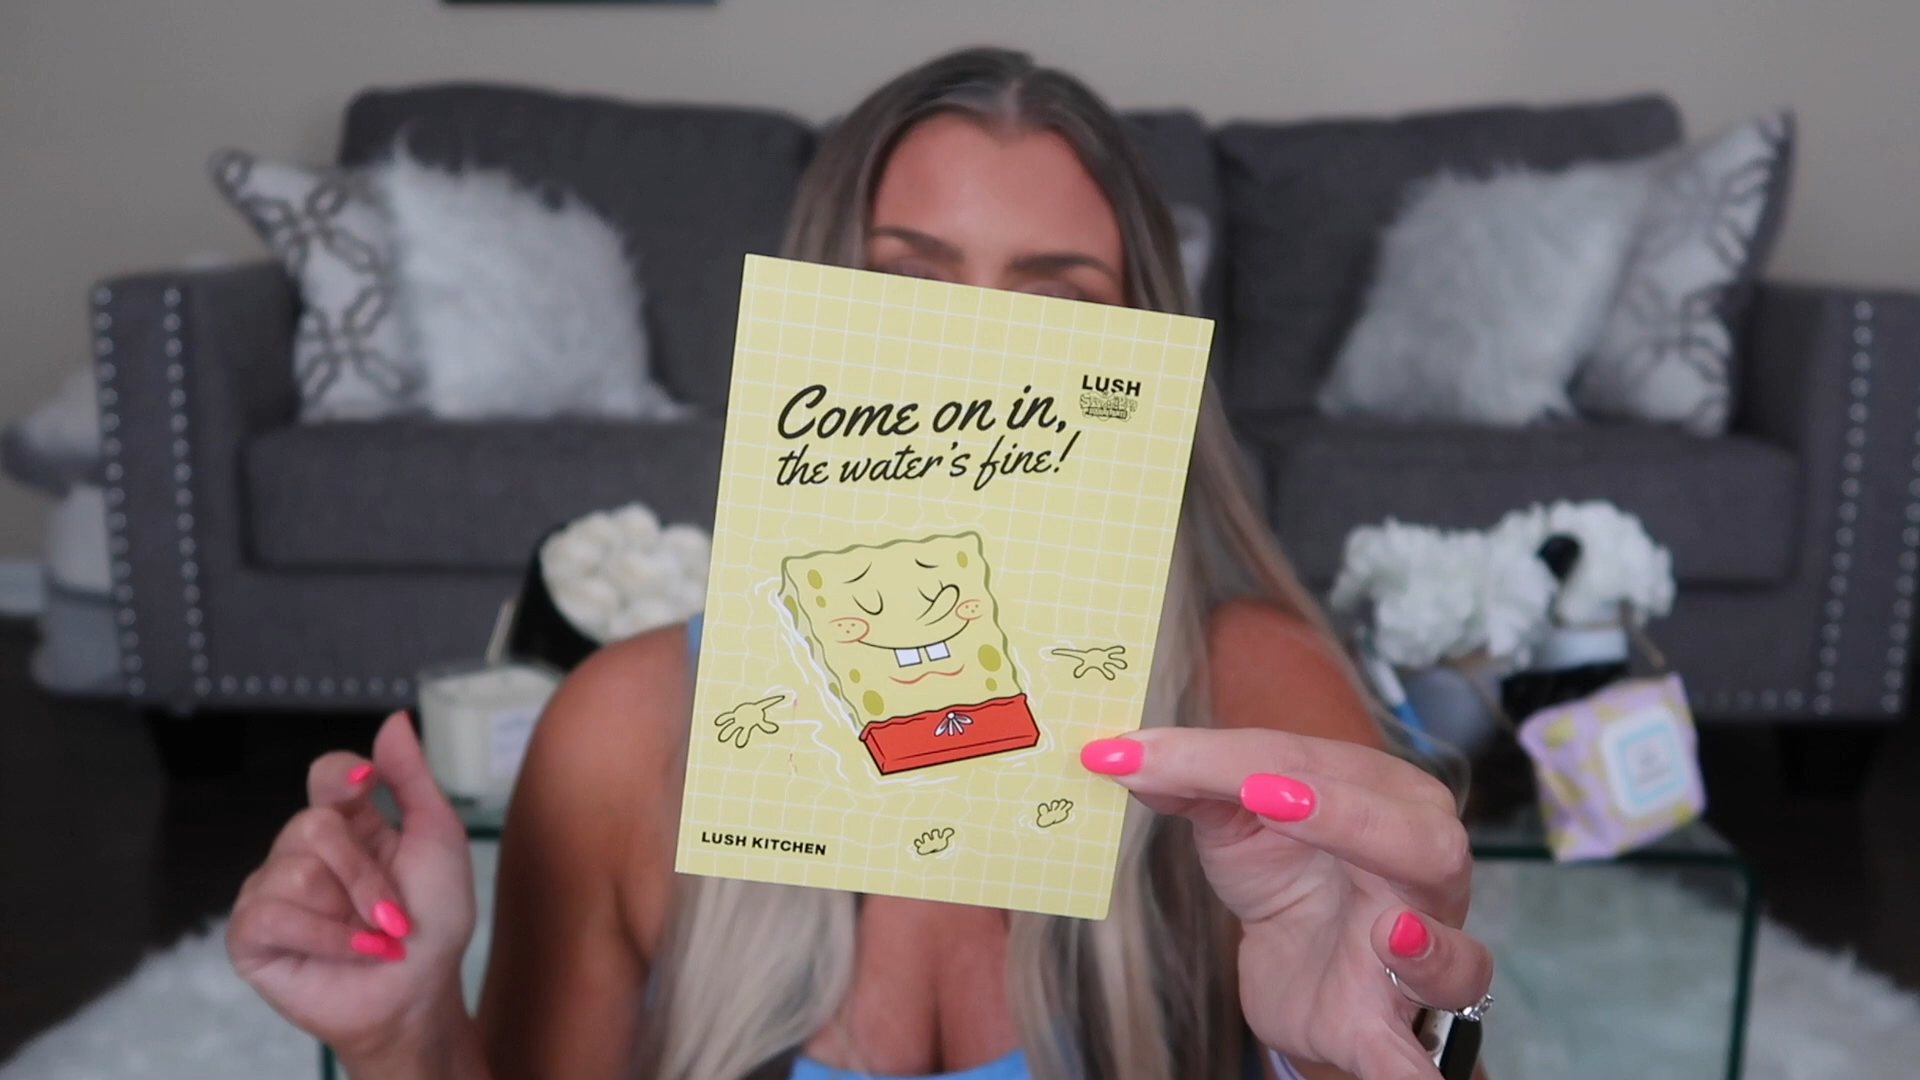 Come on in,
the water's fine!
LUSH
LUSH KITCHEN